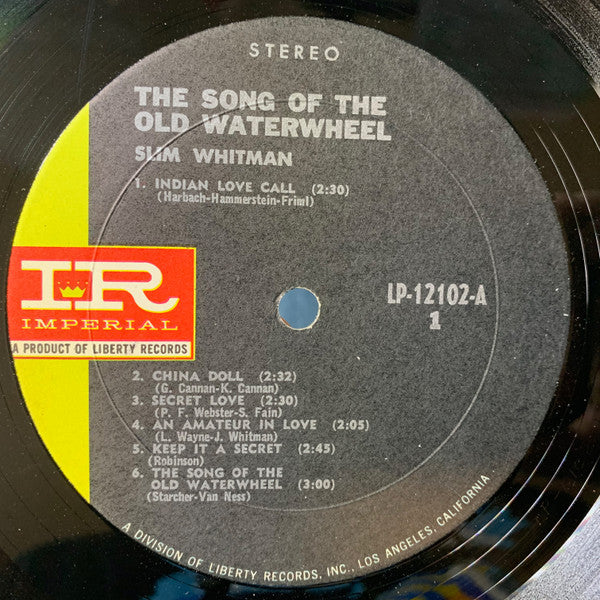 STEREO
THE SONG OF THE
OLD WATERWHEEL
SLIM WHITMAN
1. INDIAN LOVE CALL (2:30)
(Harbach-Hammerstein-Friml)
IR
IMPERIAL
A PRODUCT OF LIBERTY RECORDS
LP-12102-A
1
2. CHINA DOLL (2:32)
(G. Cannan-K. Cannan)
3. SECRET LOVE (2:30)
(P. F. Webster-S. Fain)
4. AN AMATEUR IN LOVE (2:05)
(L. Wayne-J. Whitman)
5. KEEP IT A SECRET (2:45)
(Robinson)
6. THE SONG OF THE
OLD WATERWHEEL (3:00)
(Starcher-Van Ness)
A DIVISION OF LIBERTY RECORDS, INC., LOS ANGELES, CALIFORNIA